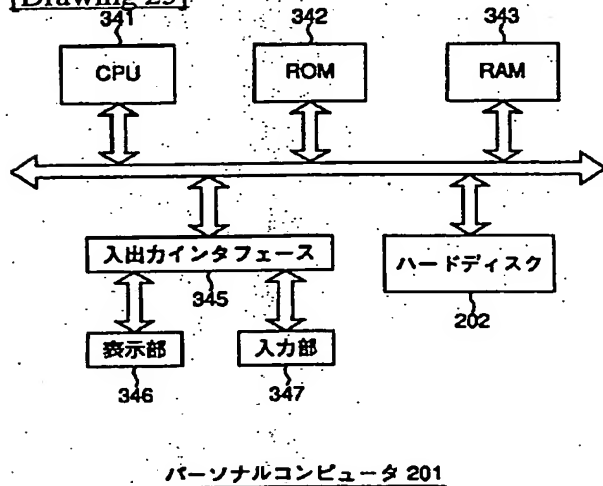 [Drawing 25]
341 342 343
CPU ROM RAM
入出力インタフェース ハードディスク
345 202
表示部 入力部
346 347
パーソナルコンピュータ 201